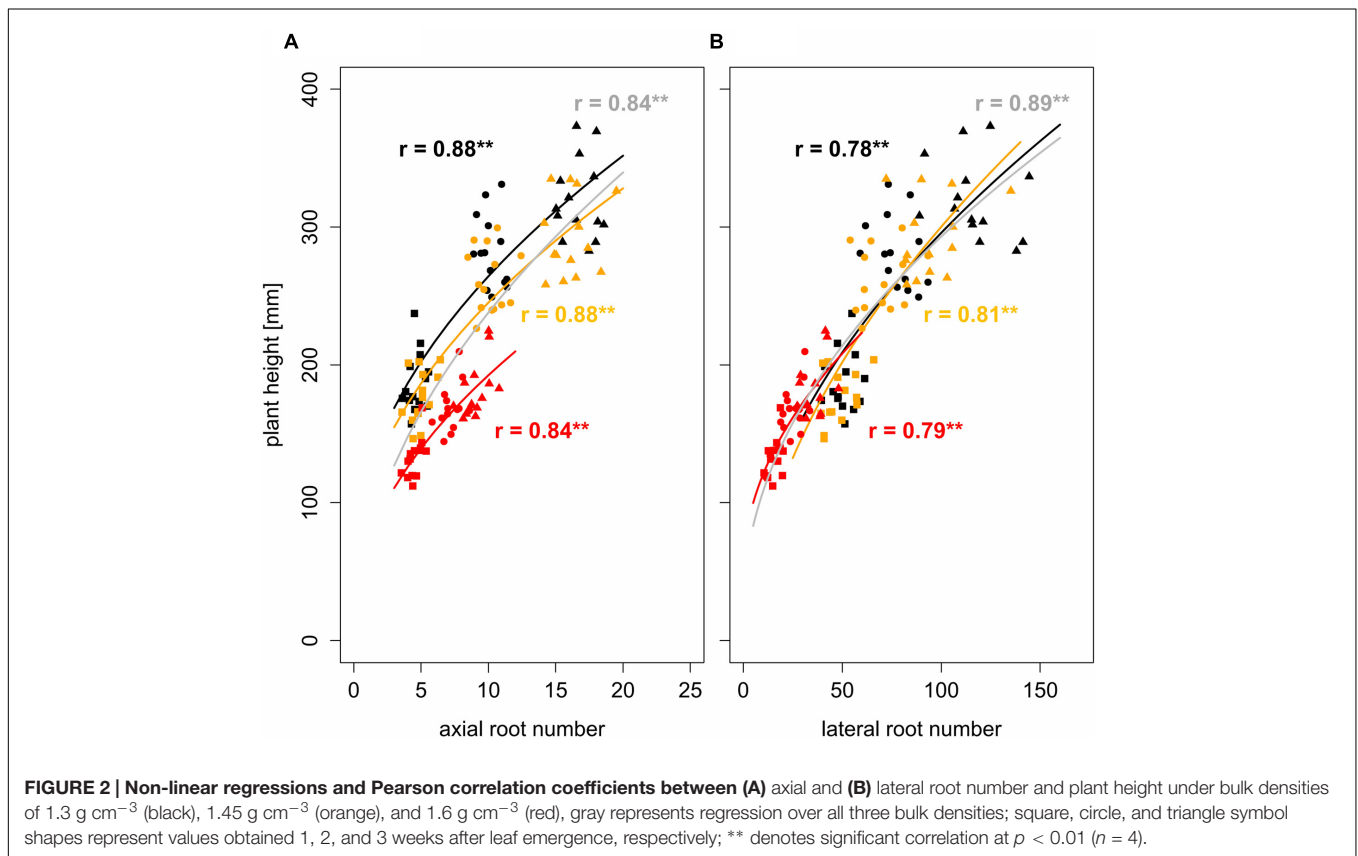 A
B
400
300
200
100
0
plant height [mm]
r = 0.84**
r = 0.88**
r = 0.88**
r = 0.84**
r = 0.89**
r = 0.78**
r = 0.81**
r = 0.79**
0 5 10 15 20 25
0 50 100 150
axial root number
lateral root number
FIGURE 2 | Non-linear regressions and Pearson correlation coefficients between (A) axial and (B) lateral root number and plant height under bulk densities
of 1.3 g cm⁻³ (black), 1.45 g cm⁻³ (orange), and 1.6 g cm⁻³ (red), gray represents regression over all three bulk densities; square, circle, and triangle symbol
shapes represent values obtained 1, 2, and 3 weeks after leaf emergence, respectively; ** denotes significant correlation at p < 0.01 (n = 4).